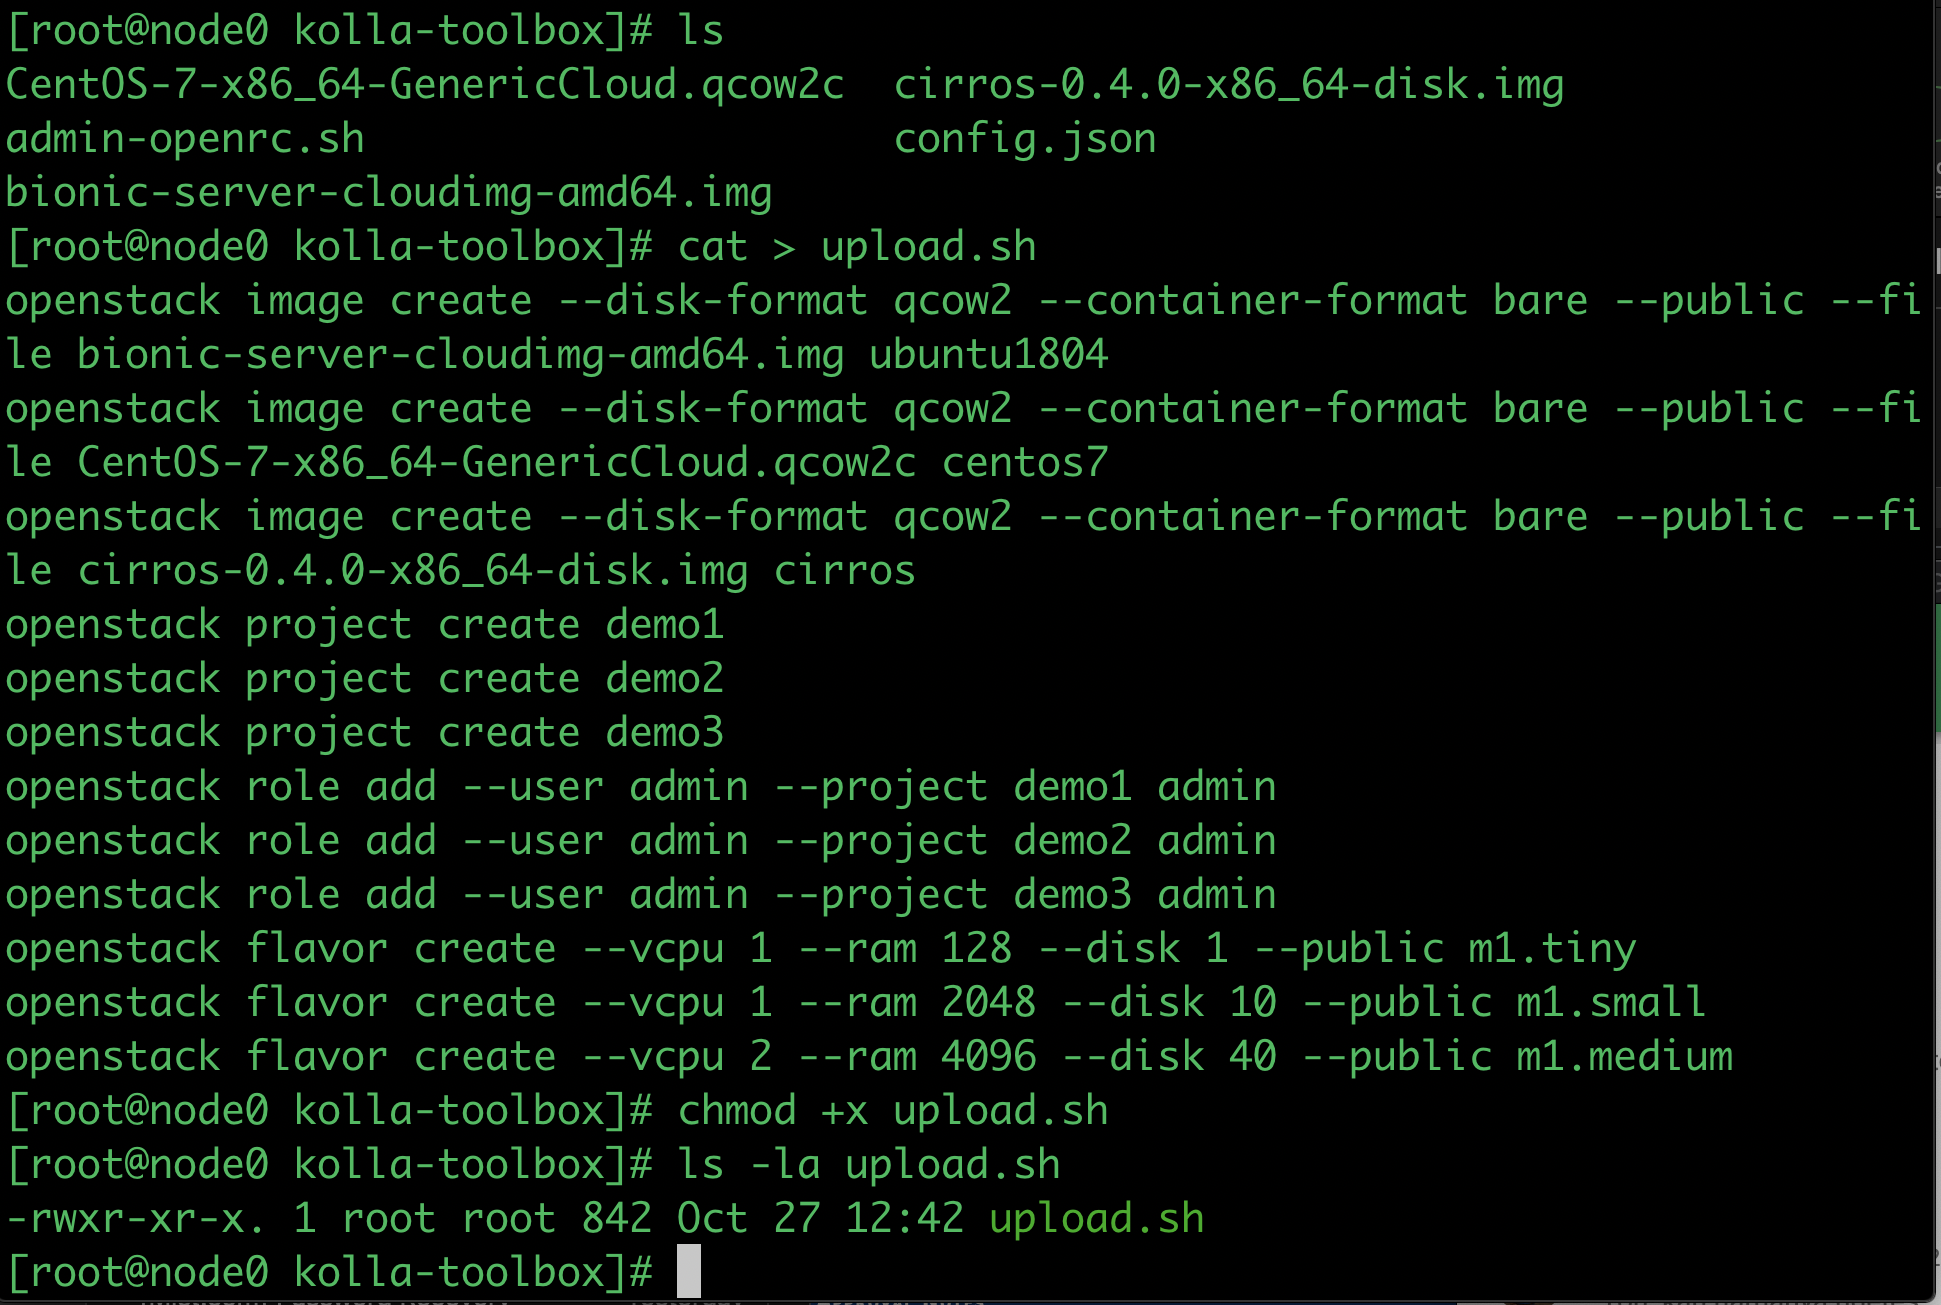 [root@node0 kolla-toolbox]# ls
CentOS-7-x86_64-GenericCloud.qcow2c  cirros-0.4.0-x86_64-disk.img
admin-openrc.sh                      config.json
bionic-server-cloudimg-amd64.img
[root@node0 kolla-toolbox]# cat > upload.sh
openstack image create --disk-format qcow2 --container-format bare --public --fi
le bionic-server-cloudimg-amd64.img ubuntu1804
openstack image create --disk-format qcow2 --container-format bare --public --fi
le CentOS-7-x86_64-GenericCloud.qcow2c centos7
openstack image create --disk-format qcow2 --container-format bare --public --fi
le cirros-0.4.0-x86_64-disk.img cirros
openstack project create demo1
openstack project create demo2
openstack project create demo3
openstack role add --user admin --project demo1 admin
openstack role add --user admin --project demo2 admin
openstack role add --user admin --project demo3 admin
openstack flavor create --vcpu 1 --ram 128 --disk 1 --public m1.tiny
openstack flavor create --vcpu 1 --ram 2048 --disk 10 --public m1.small
openstack flavor create --vcpu 2 --ram 4096 --disk 40 --public m1.medium
[root@node0 kolla-toolbox]# chmod +x upload.sh
[root@node0 kolla-toolbox]# ls -la upload.sh
-rwxr-xr-x. 1 root root 842 Oct 27 12:42 upload.sh
[root@node0 kolla-toolbox]#